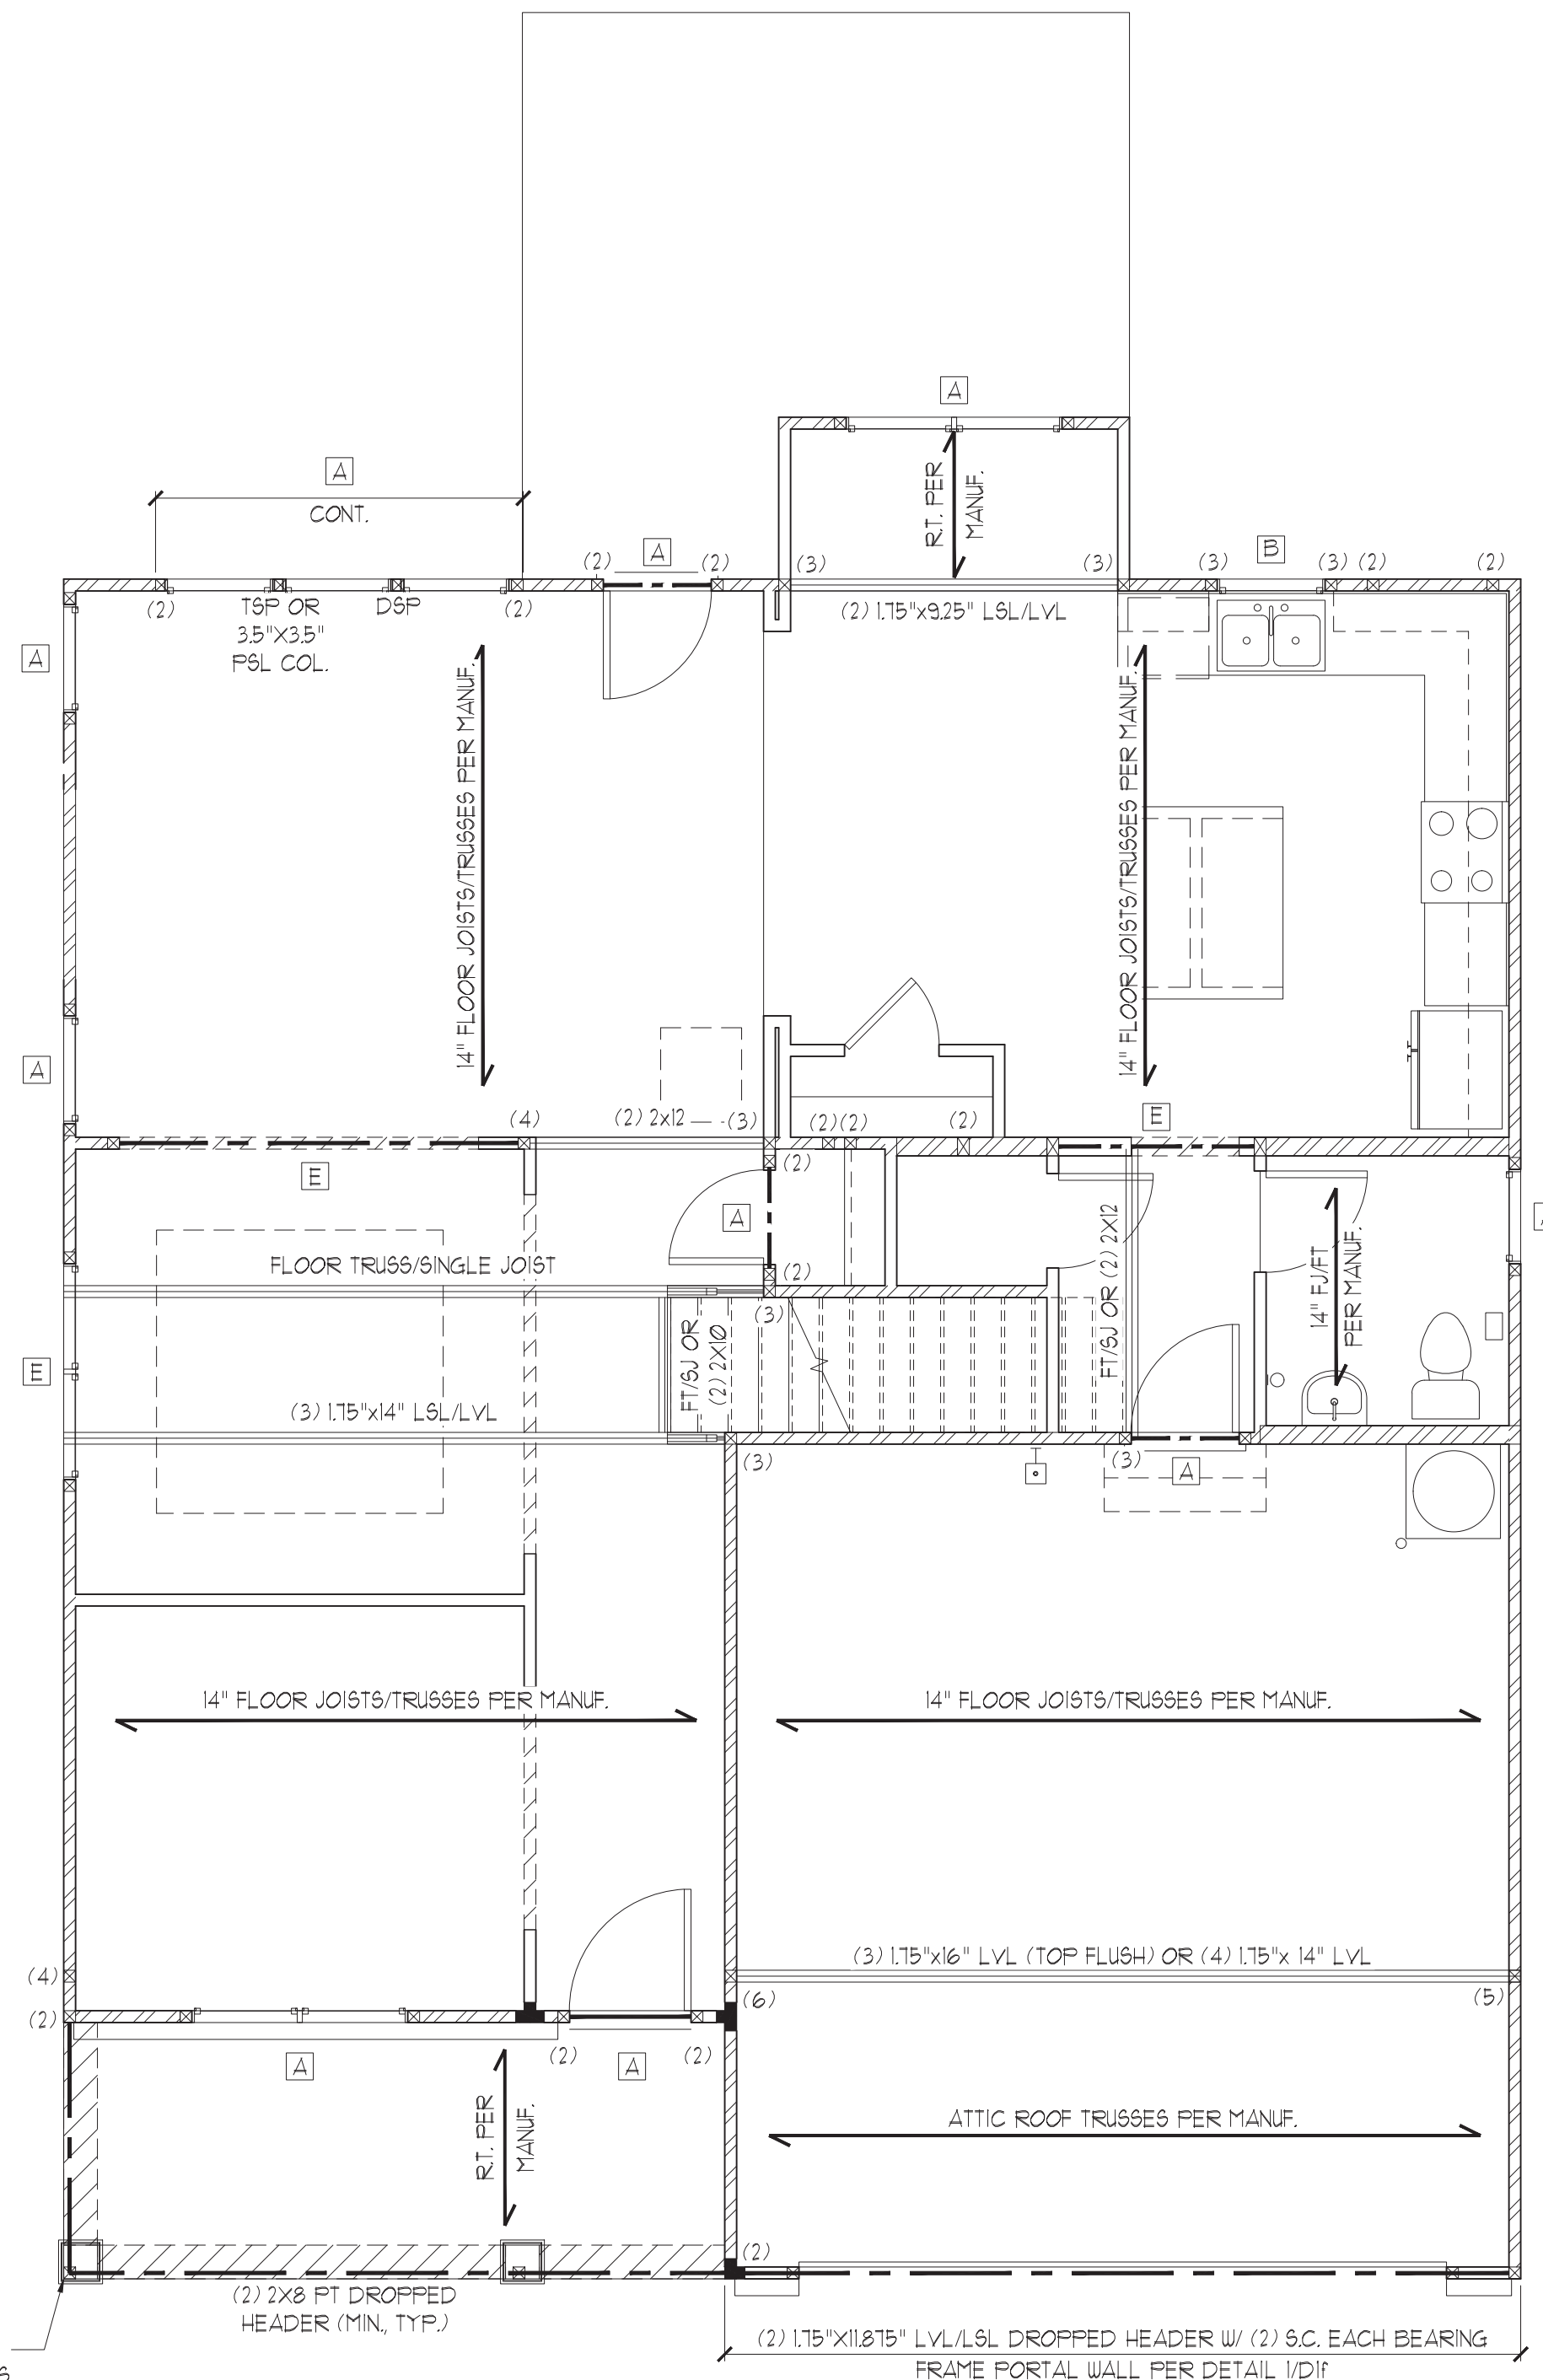 A
A
CONT.
R.T. PER
MANUF.
A
B
(2)
(2)
(3)
(3)
(3)
(3)
(2)
(2)
(2)
TSP OR
DSP
(2)
3.5"X3.5"
PSL COL.
(2) 1.75"x9.25" LSL/LVL
A
14" FLOOR JOISTS/TRUSSES PER MANUF.
14" FLOOR JOISTS/TRUSSES PER MANUF.
A
(4)
(2) 2x12
(3)
(2)
(2)
(2)
E
E
(2)
A
(2)
(3)
FLOOR TRUSS/SINGLE JOIST
FT/SJ OR (2) 2X12
14" FJ/FT
PER MANUF.
FT/SJ OR
(2) 2X10
E
(3) 1.75"x14" LSL/LVL
(3)
(3)
A
14" FLOOR JOISTS/TRUSSES PER MANUF.
14" FLOOR JOISTS/TRUSSES PER MANUF.
(3) 1.75"x16" LVL (TOP FLUSH) OR (4) 1.75"x 14" LVL
(4)
(6)
(5)
(2)
A
(2)
A
(2)
R.T. PER
MANUF.
ATTIC ROOF TRUSSES PER MANUF.
(2)
(2) 2X8 PT DROPPED
HEADER (MIN., TYP.)
(2) 1.75"X11.875" LVL/LSL DROPPED HEADER W/ (2) S.C. EACH BEARING
FRAME PORTAL WALL PER DETAIL 1/D1f